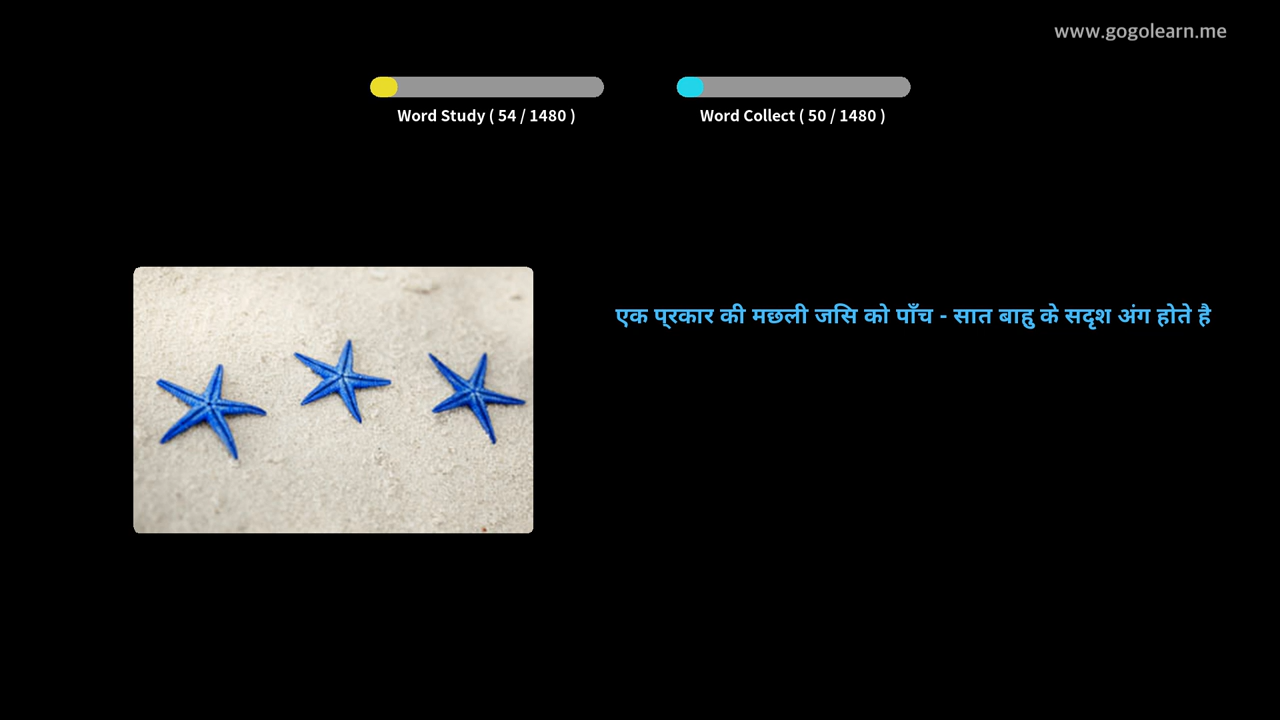 www.gogolearn.me
Word Study ( 54 / 1480 )
Word Collect ( 50 / 1480 )
एक प्रकार की मछली जसि को पाँच - सात बाहु के सदृश अंग होते है